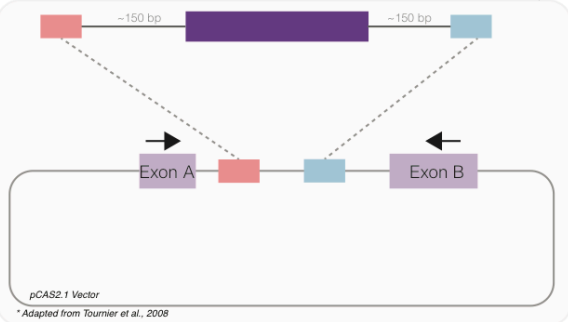 ~150 bp ~150 bp
Exon A Exon B
pCAS2.1 Vector
* Adapted from Tournier et al., 2008